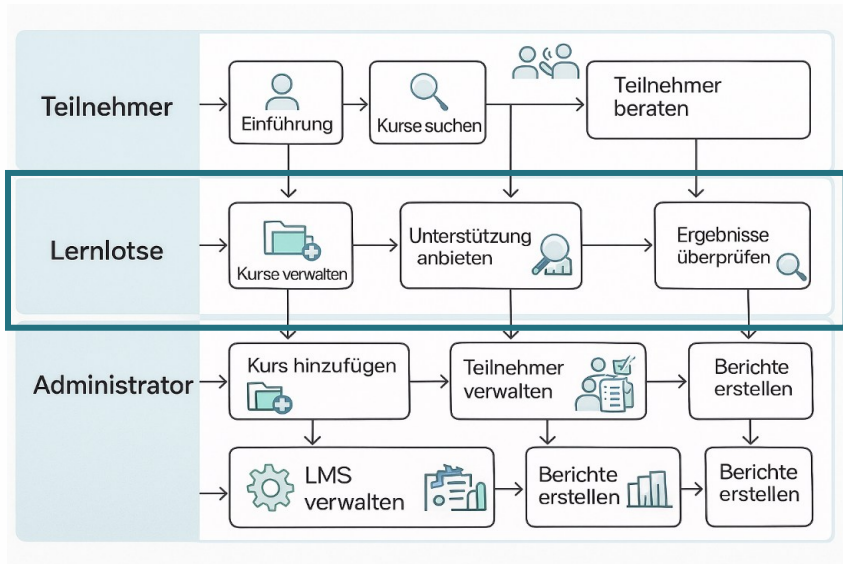 Teilnehmer
Einführung
Kurse suchen
Teilnehmer
beraten
Lernlotse
Kurse verwalten
Unterstützung
anbieten
Ergebnisse
überprüfen
Administrator
Kurs hinzufügen
Teilnehmer
verwalten
Berichte
erstellen
LMS
verwalten
Berichte
erstellen
Berichte
erstellen